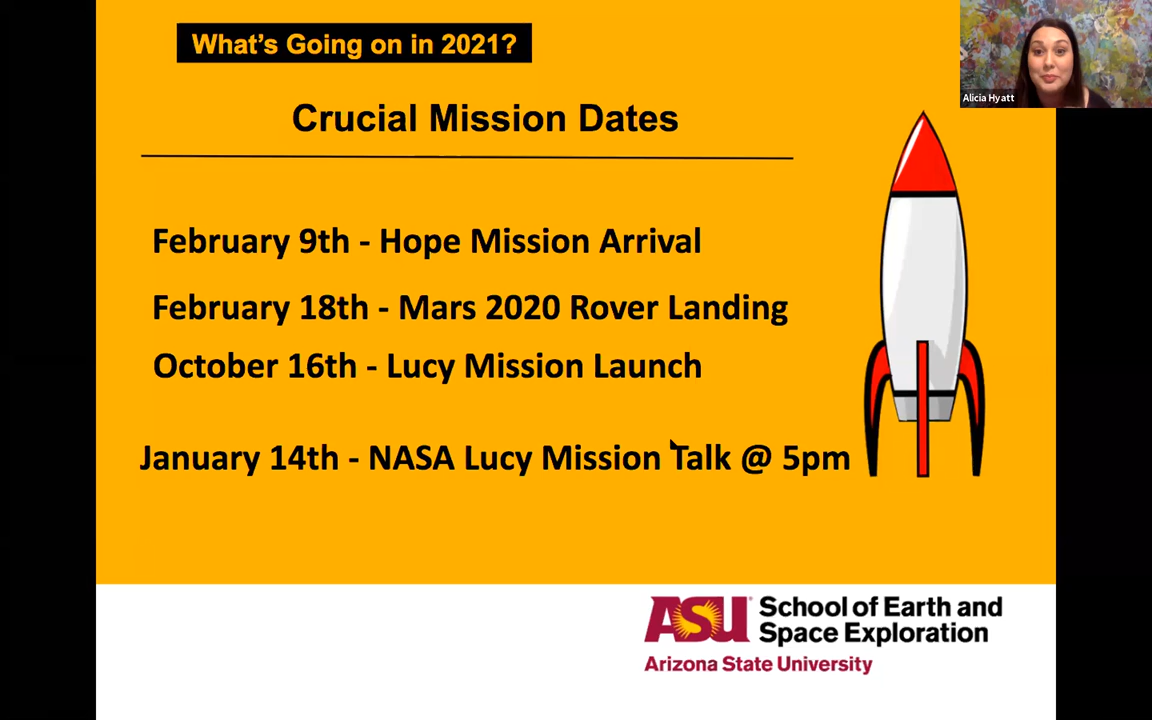 What's Going on in 2021?
Alicia Hyatt
Crucial Mission Dates
February 9th - Hope Mission Arrival
February 18th - Mars 2020 Rover Landing
October 16th - Lucy Mission Launch
January 14th - NASA Lucy Mission Talk @ 5pm
ASU School of Earth and
Space Exploration
Arizona State University